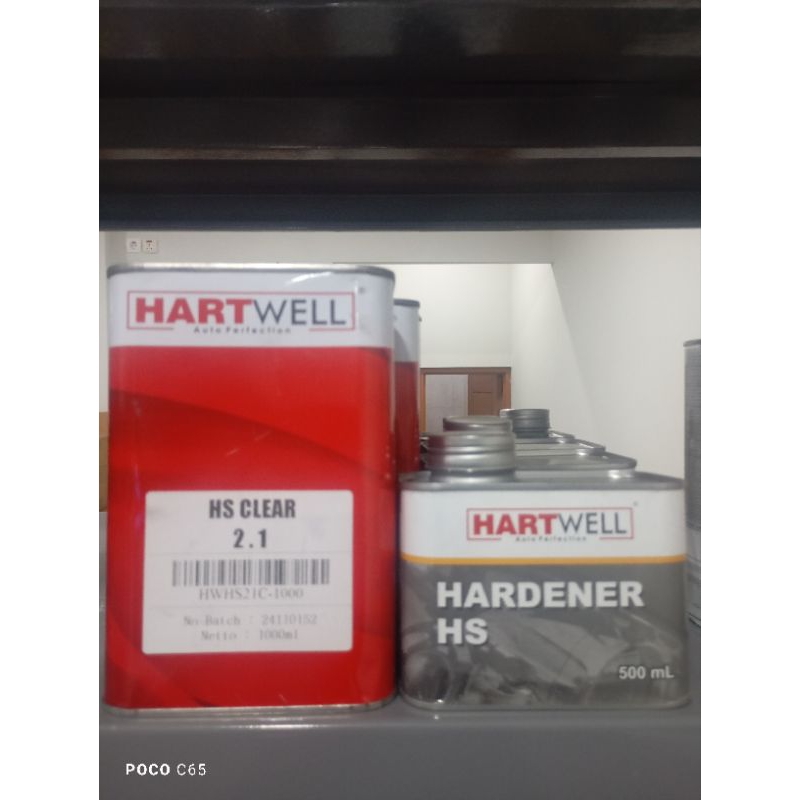 HARTWELL
Auto Perfection
HS CLEAR
2.1
HWHS21C-1000
No.Batch : 24110152
Netto : 1000ml
HARTWELL
Auto Perfection
HARDENER
HS
500 mL
POCO C65